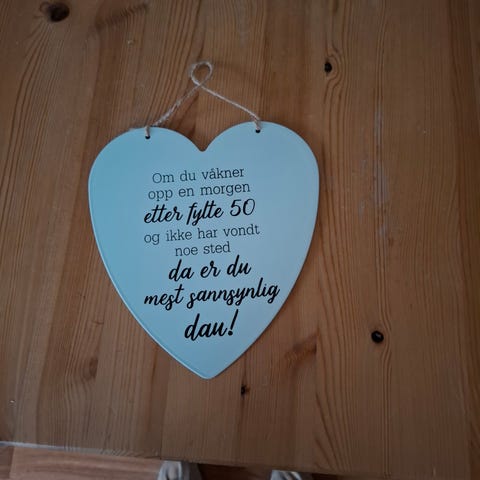 Om du våkner
opp en morgen
etter fylte 50
og ikke har vondt
noe sted
da er du
mest sannsynlig
dau!